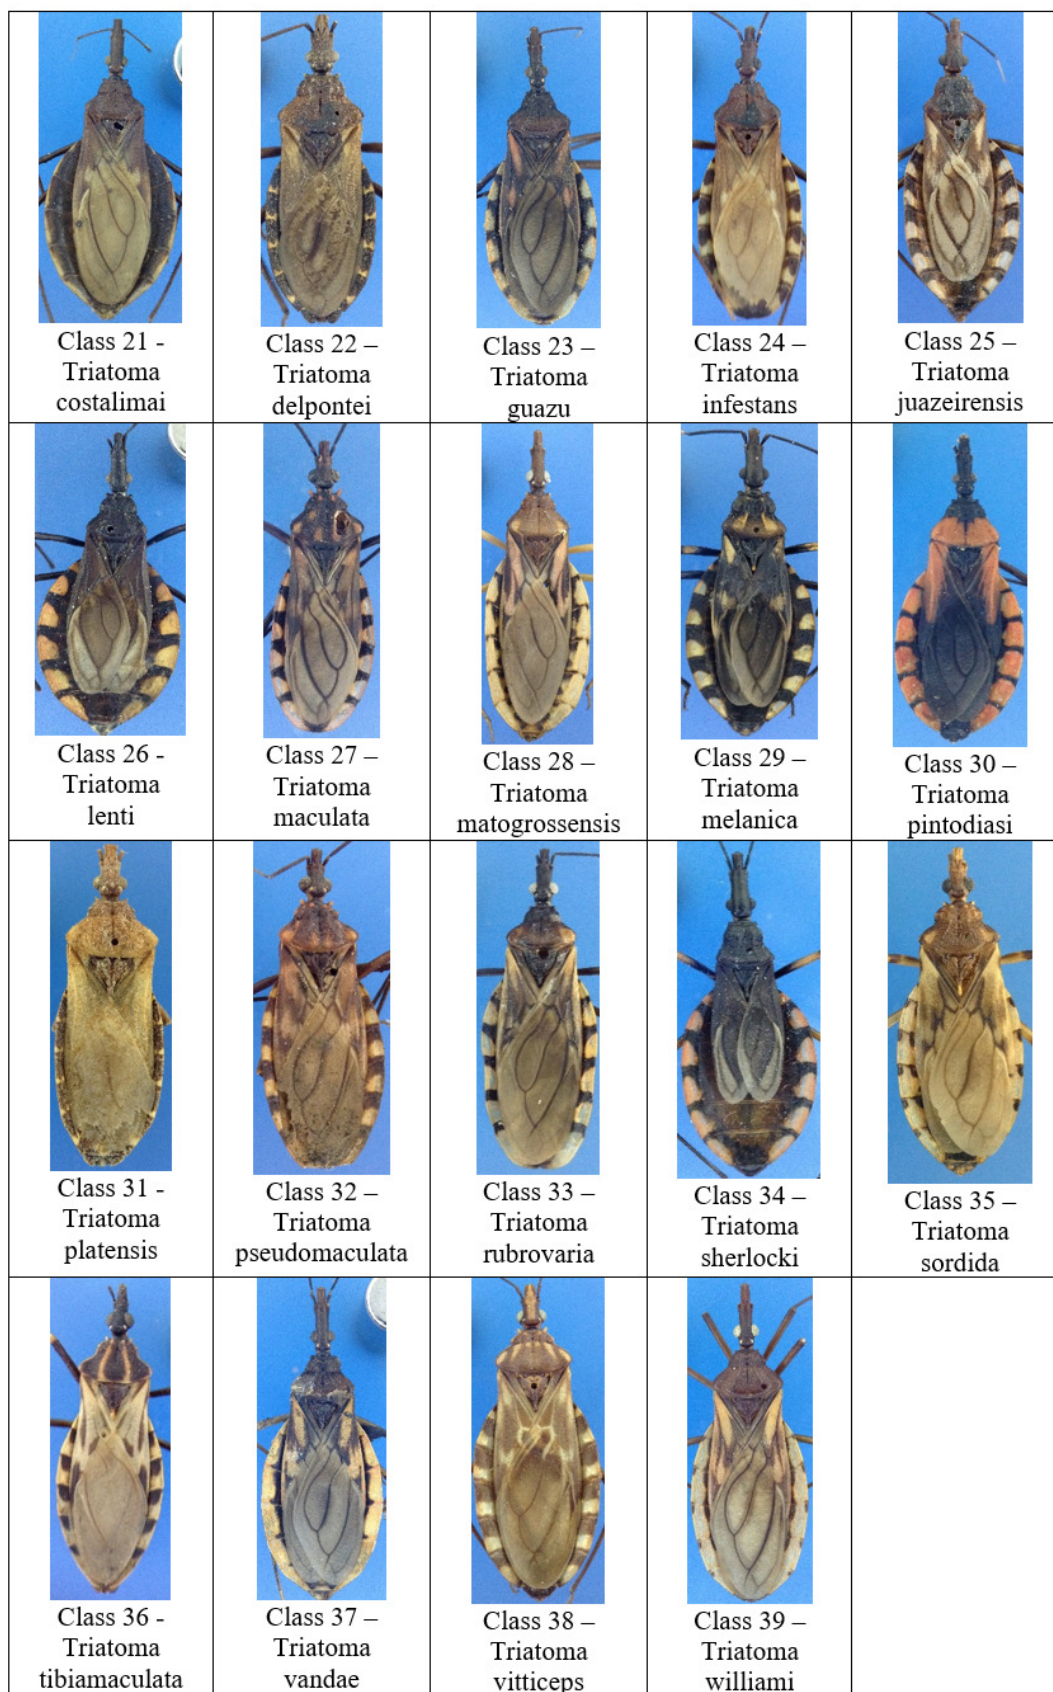 Class 21 -
Triatoma
costalimai
Class 22 –
Triatoma
delpontei
Class 23 –
Triatoma
guazu
Class 24 –
Triatoma
infestans
Class 25 –
Triatoma
juazeirensis
Class 26 -
Triatoma
lenti
Class 27 –
Triatoma
maculata
Class 28 –
Triatoma
matogrossensis
Class 29 –
Triatoma
melanica
Class 30 –
Triatoma
pintodiasi
Class 31 -
Triatoma
platensis
Class 32 –
Triatoma
pseudomaculata
Class 33 –
Triatoma
rubrovaria
Class 34 –
Triatoma
sherlocki
Class 35 –
Triatoma
sordida
Class 36 -
Triatoma
tibiamaculata
Class 37 –
Triatoma
vandae
Class 38 –
Triatoma
vitticeps
Class 39 –
Triatoma
williami